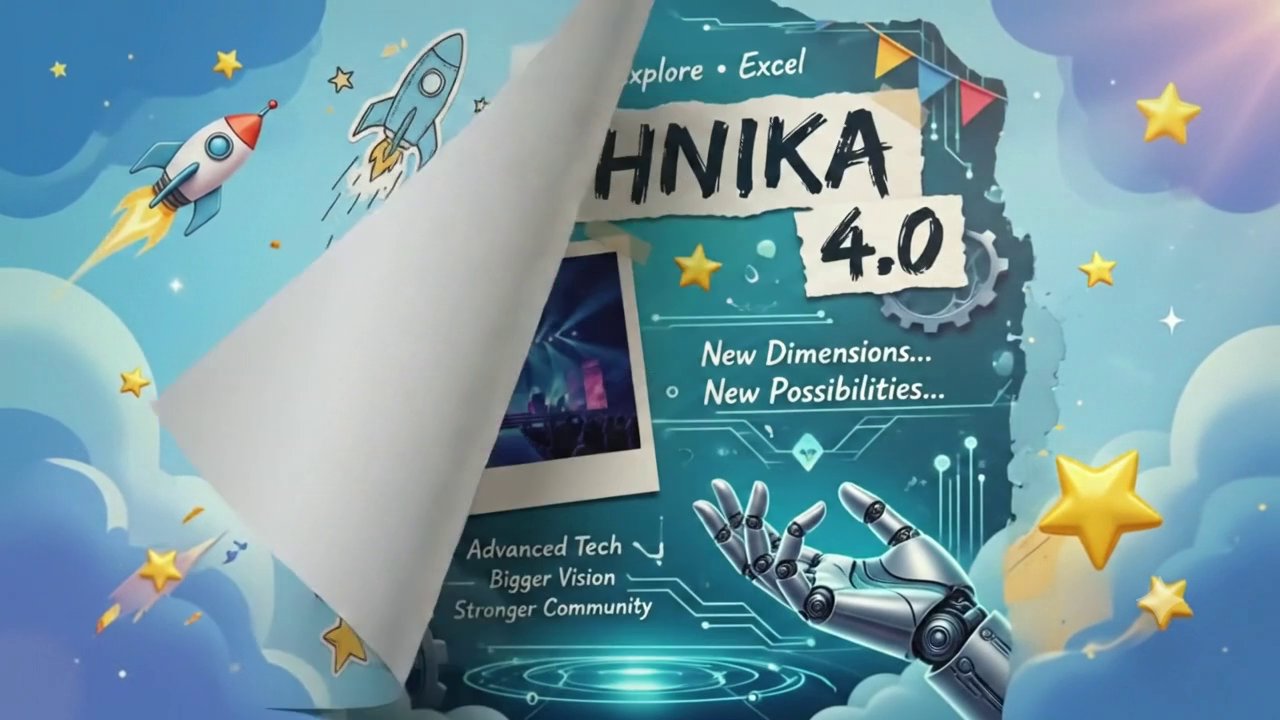 xplore • Excel
HNIKA
4.0
New Dimensions...
New Possibilities...
Advanced Tech
Bigger Vision
Stronger Community